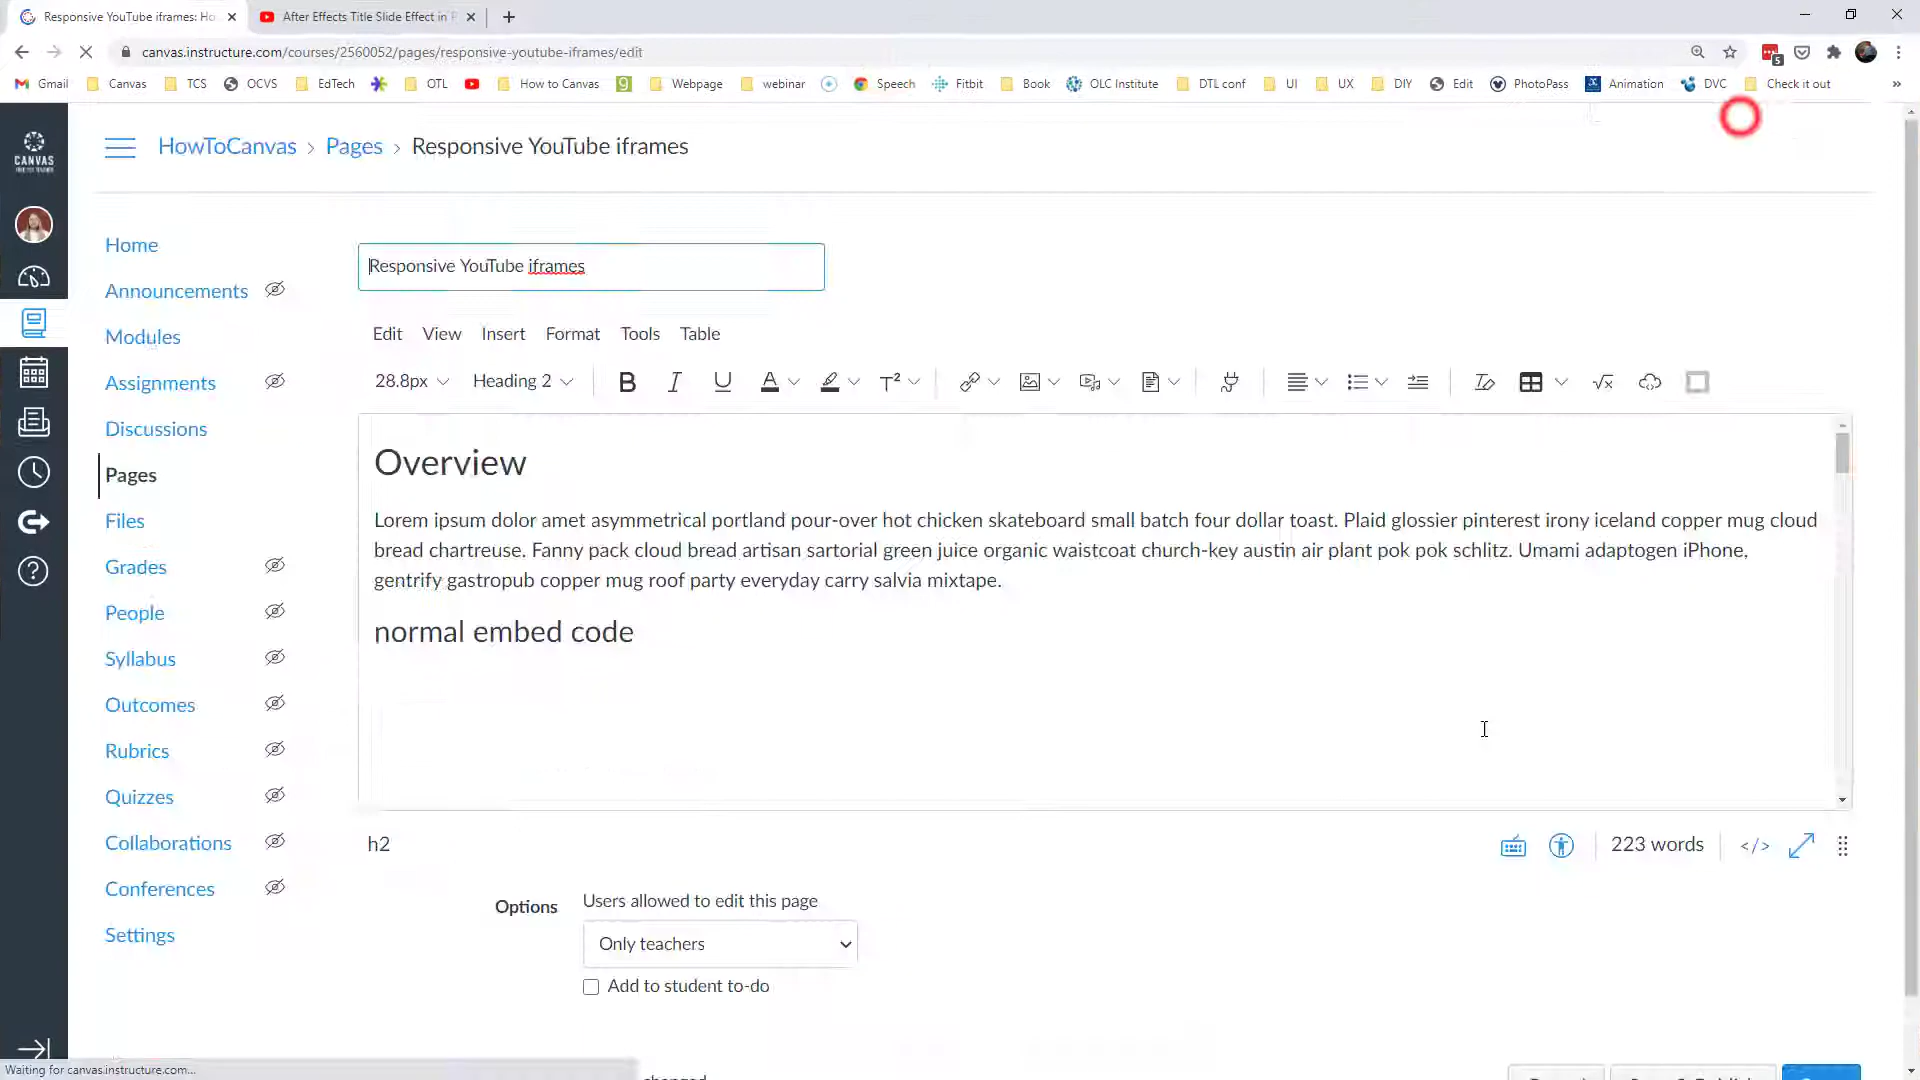 Responsive YouTube iframes: Ho
After Effects Title Slide Effect in
canvas.instructure.com/courses/2560052/pages/responsive-youtube-iframes/edit
5
Gmail Canvas TCS OCVS EdTech OTL How to Canvas Webpage webinar Speech Fitbit Book OLC Institute DTL conf UI UX DIY Edit PhotoPass Animation DVC Check it out »
CANVAS
HowToCanvas › Pages › Responsive YouTube iframes
Home
Announcements
Modules
Assignments
Discussions
Pages
Files
Grades
People
Syllabus
Outcomes
Rubrics
Quizzes
Collaborations
Conferences
Settings
Responsive YouTube iframes
Edit View Insert Format Tools Table
28.8px Heading 2 B I U A T²
Overview
Lorem ipsum dolor amet asymmetrical portland pour-over hot chicken skateboard small batch four dollar toast. Plaid glossier pinterest irony iceland copper mug cloud
bread chartreuse. Fanny pack cloud bread artisan sartorial green juice organic waistcoat church-key austin air plant pok pok schlitz. Umami adaptogen iPhone,
gentrify gastropub copper mug roof party everyday carry salvia mixtape.
normal embed code
h2
223 words </>
Options
Users allowed to edit this page
Only teachers
Add to student to-do
Waiting for canvas.instructure.com...